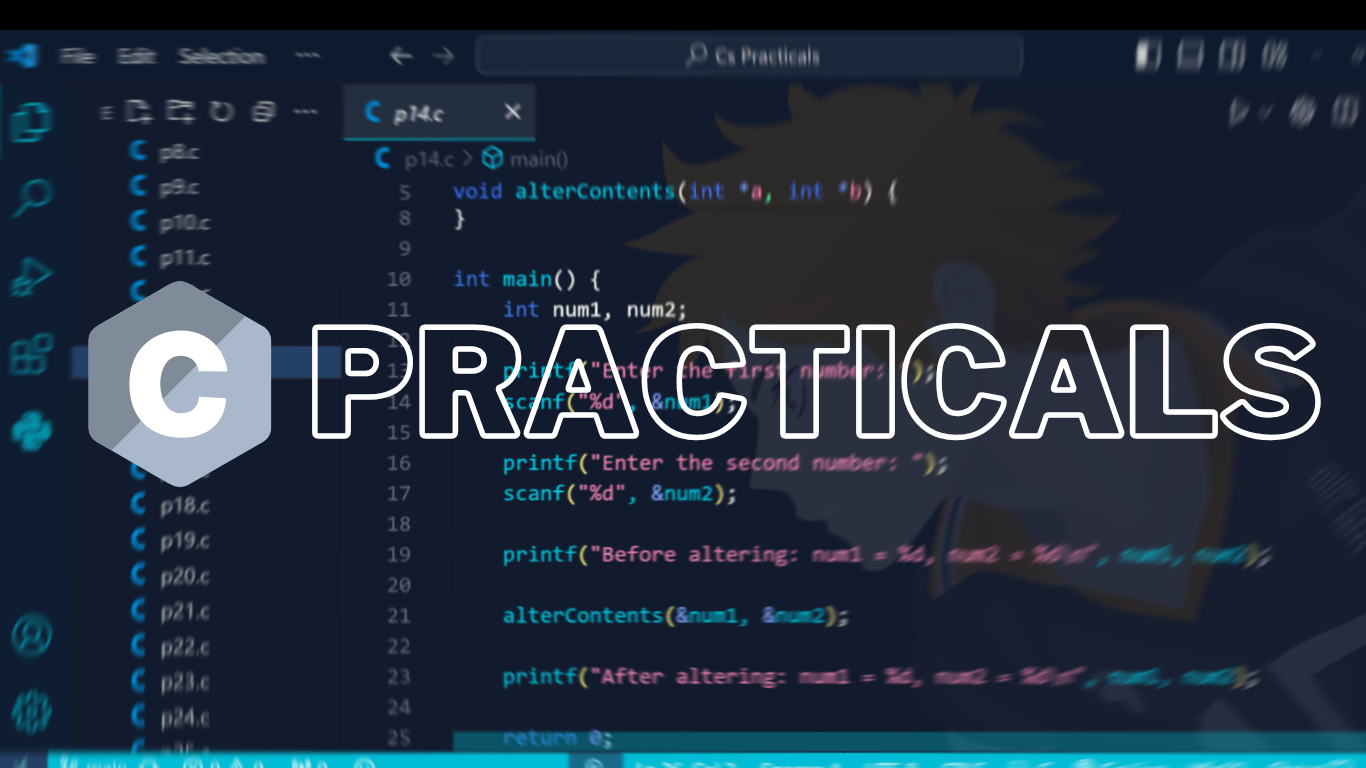 File Edit Selection ···
Cs Practicals
p14.c
p8.c
p9.c
p10.c
p11.c
p18.c
p19.c
p20.c
p21.c
p22.c
p23.c
p24.c
p14.c > main()
5 void alterContents(int *a, int *b) {
8 }
9
10 int main() {
11 int num1, num2;
C PRACTICALS
13 printf("Enter the first number: ");
14 scanf("%d", &num1);
15
16 printf("Enter the second number: ");
17 scanf("%d", &num2);
18
19 printf("Before altering: num1 = %d, num2 = %d\n", num1, num2);
20
21 alterContents(&num1, &num2);
22
23 printf("After altering: num1 = %d, num2 = %d\n", num1, num2);
24
25 return 0;
main